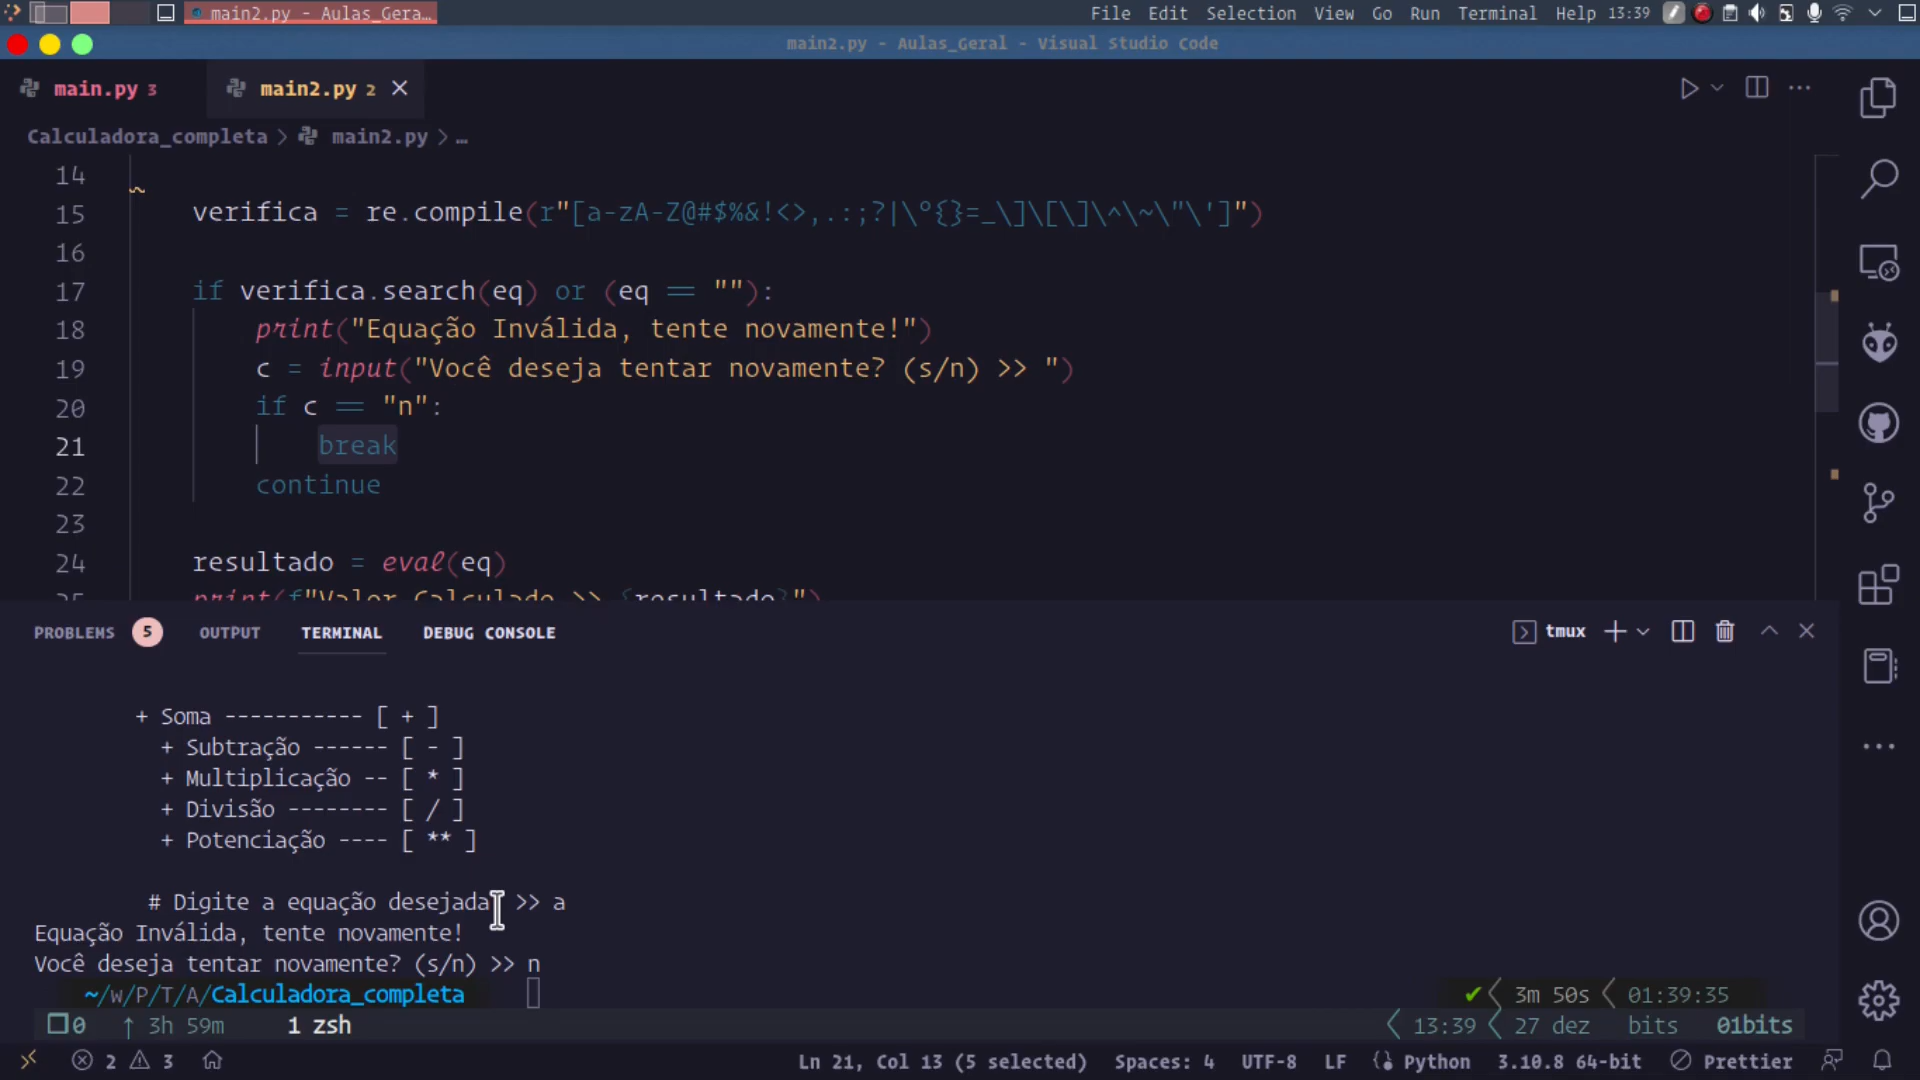 main2.py - Aulas_Gera…
File Edit Selection View Go Run Terminal Help 13:39
main2.py - Aulas_Geral - Visual Studio Code
main.py 3
main2.py 2
Calculadora_completa > main2.py > …
14
15 verifica = re.compile(r"[a-zA-Z@#$%&!<>,.:;?|\°{}=_\]\[\]\^\~\"\']")
16
17 if verifica.search(eq) or (eq == ""):
18 print("Equação Inválida, tente novamente!")
19 c = input("Você deseja tentar novamente? (s/n) >> ")
20 if c == "n":
21 break
22 continue
23
24 resultado = eval(eq)
25 print(f"Valor Calculado >> {resultado}")
PROBLEMS 5 OUTPUT TERMINAL DEBUG CONSOLE
tmux
+ Soma ----------- [ + ]
+ Subtração ------ [ - ]
+ Multiplicação -- [ * ]
+ Divisão -------- [ / ]
+ Potenciação ---- [ ** ]
# Digite a equação desejada >> a
Equação Inválida, tente novamente!
Você deseja tentar novamente? (s/n) >> n
~/w/P/T/A/Calculadora_completa
✔ 3m 50s 01:39:35
0 ↑ 3h 59m 1 zsh
13:39 27 dez bits 01bits
2 3
Ln 21, Col 13 (5 selected) Spaces: 4 UTF-8 LF Python 3.10.8 64-bit Prettier